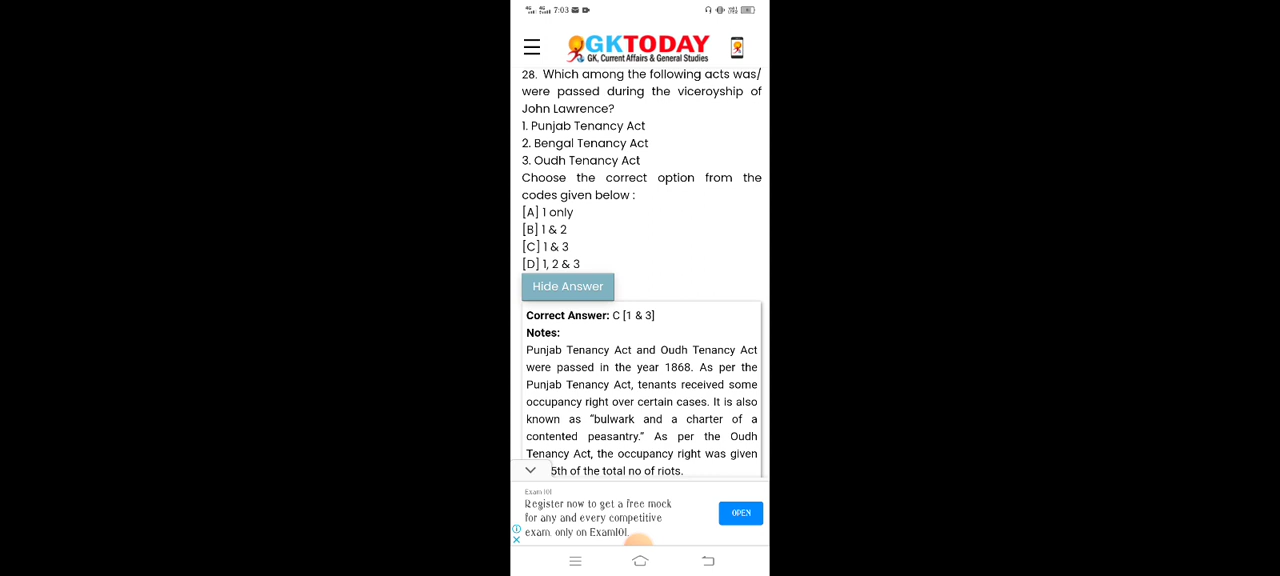 7:03
GKTODAY
GK, Current Affairs & General Studies
28. Which among the following acts was/
were passed during the viceroyship of
John Lawrence?
1. Punjab Tenancy Act
2. Bengal Tenancy Act
3. Oudh Tenancy Act
Choose the correct option from the
codes given below :
[A] 1 only
[B] 1 & 2
[C] 1 & 3
[D] 1, 2 & 3
Hide Answer
Correct Answer: C [1 & 3]
Notes:
Punjab Tenancy Act and Oudh Tenancy Act
were passed in the year 1868. As per the
Punjab Tenancy Act, tenants received some
occupancy right over certain cases. It is also
known as “bulwark and a charter of a
contented peasantry.” As per the Oudh
Tenancy Act, the occupancy right was given
5th of the total no of riots.
Exam101
Register now to get a free mock
for any and every competitive
exam, only on Exam101.
OPEN